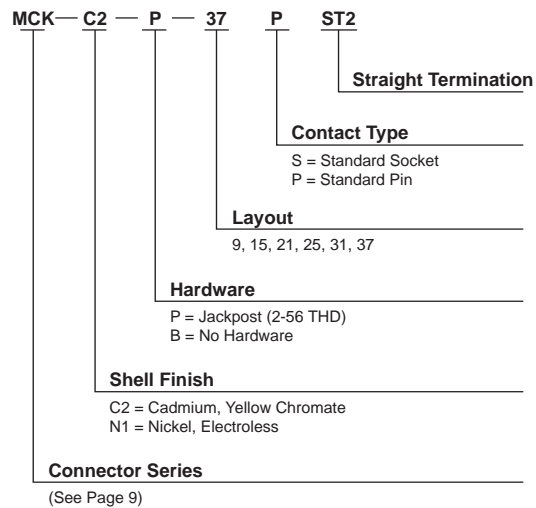 MCK — C2 — P — 37 P ST2
Straight Termination
Contact Type
S = Standard Socket
P = Standard Pin
Layout
9, 15, 21, 25, 31, 37
Hardware
P = Jackpost (2-56 THD)
B = No Hardware
Shell Finish
C2 = Cadmium, Yellow Chromate
N1 = Nickel, Electroless
Connector Series
(See Page 9)